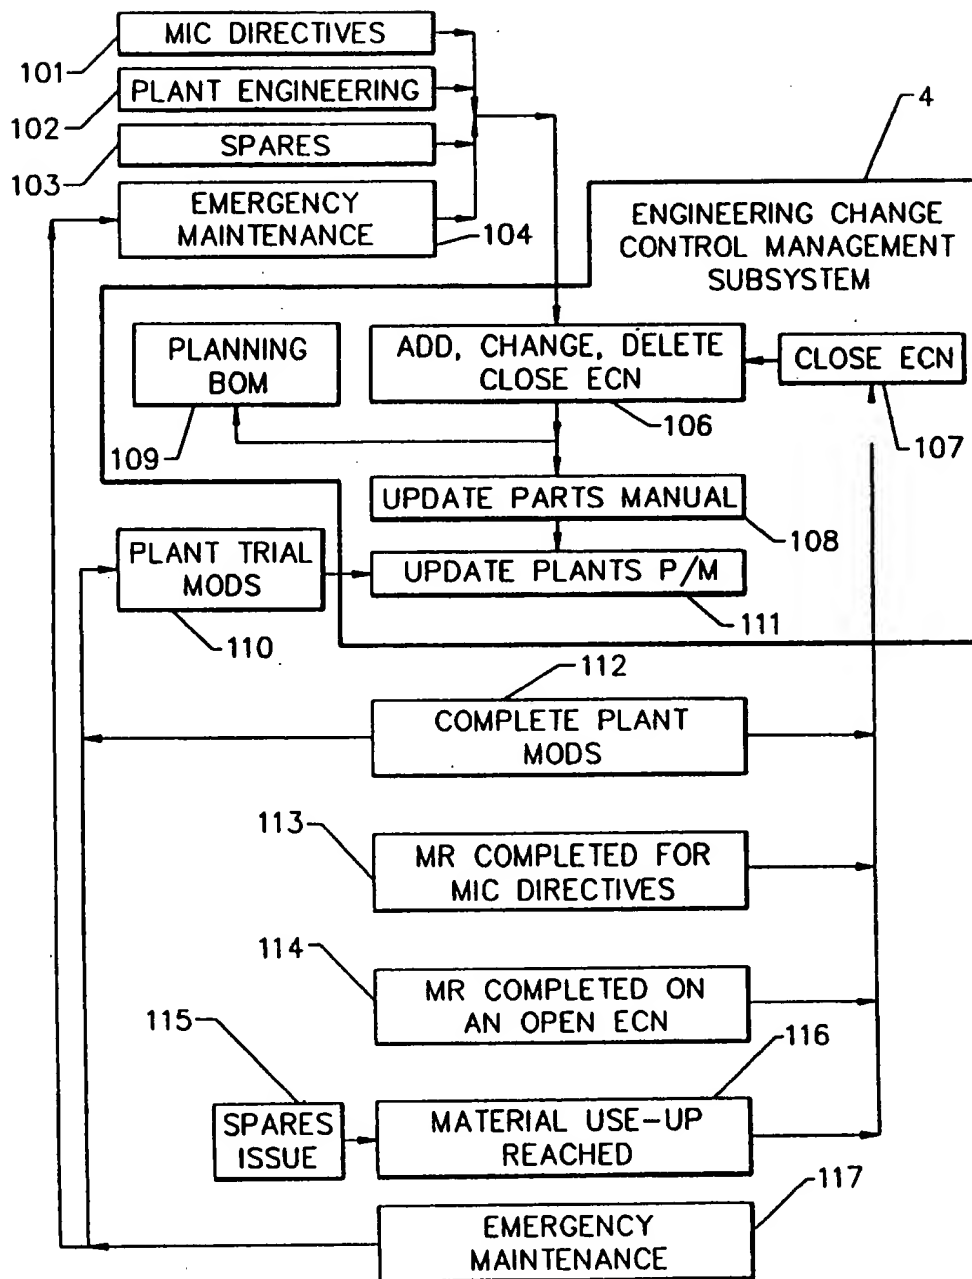 MIC DIRECTIVES
101
PLANT ENGINEERING
102
SPARES
103
EMERGENCY
MAINTENANCE
104
4
ENGINEERING CHANGE
CONTROL MANAGEMENT
SUBSYSTEM
PLANNING
BOM
109
ADD, CHANGE, DELETE
CLOSE ECN
106
CLOSE ECN
107
UPDATE PARTS MANUAL
108
PLANT TRIAL
MODS
110
UPDATE PLANTS P/M
111
112
COMPLETE PLANT
MODS
113
MR COMPLETED FOR
MIC DIRECTIVES
114
MR COMPLETED ON
AN OPEN ECN
115
SPARES
ISSUE
116
MATERIAL USE-UP
REACHED
117
EMERGENCY
MAINTENANCE